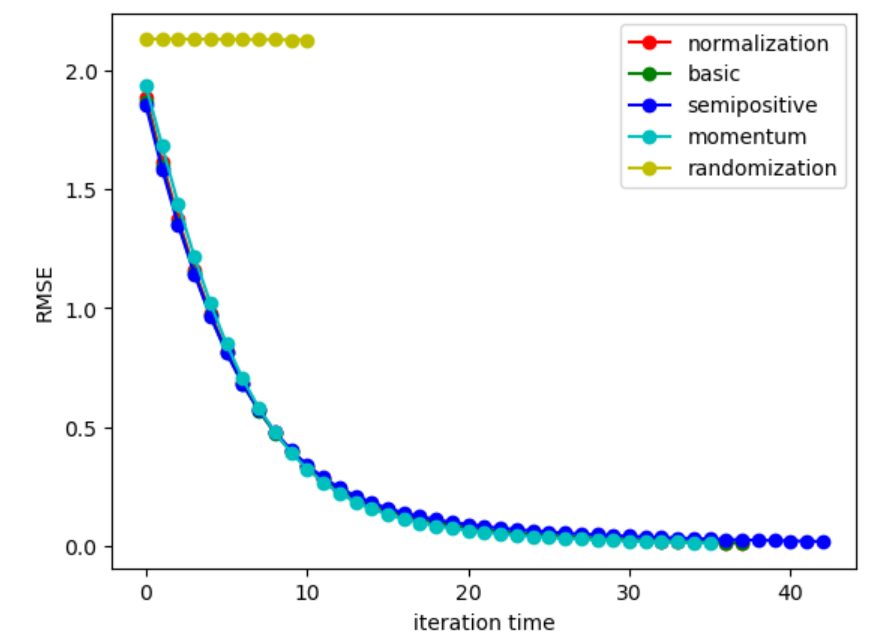 normalization
basic
semipositive
momentum
randomization
2.0
1.5
1.0
0.5
0.0
RMSE
0 10 20 30 40
iteration time